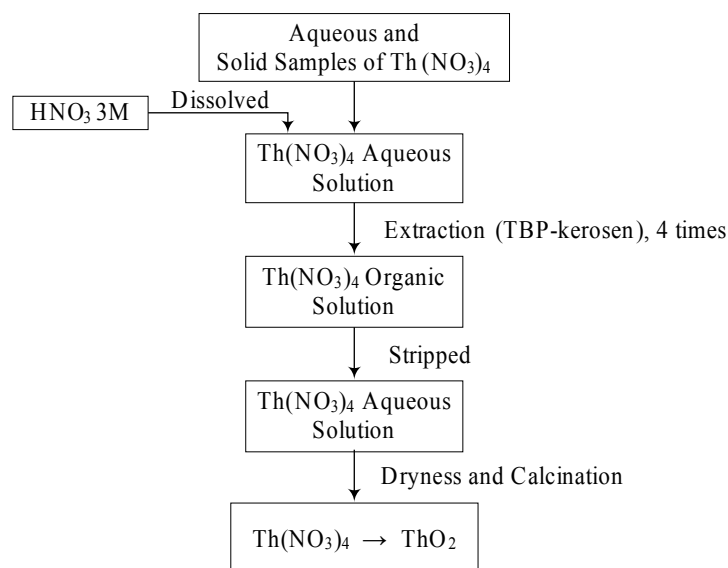 Aqueous and
Solid Samples of Th (NO₃)₄
Dissolved
HNO₃ 3M
Th(NO₃)₄ Aqueous
Solution
Extraction (TBP-kerosen), 4 times
Th(NO₃)₄ Organic
Solution
Stripped
Th(NO₃)₄ Aqueous
Solution
Dryness and Calcination
Th(NO₃)₄ → ThO₂